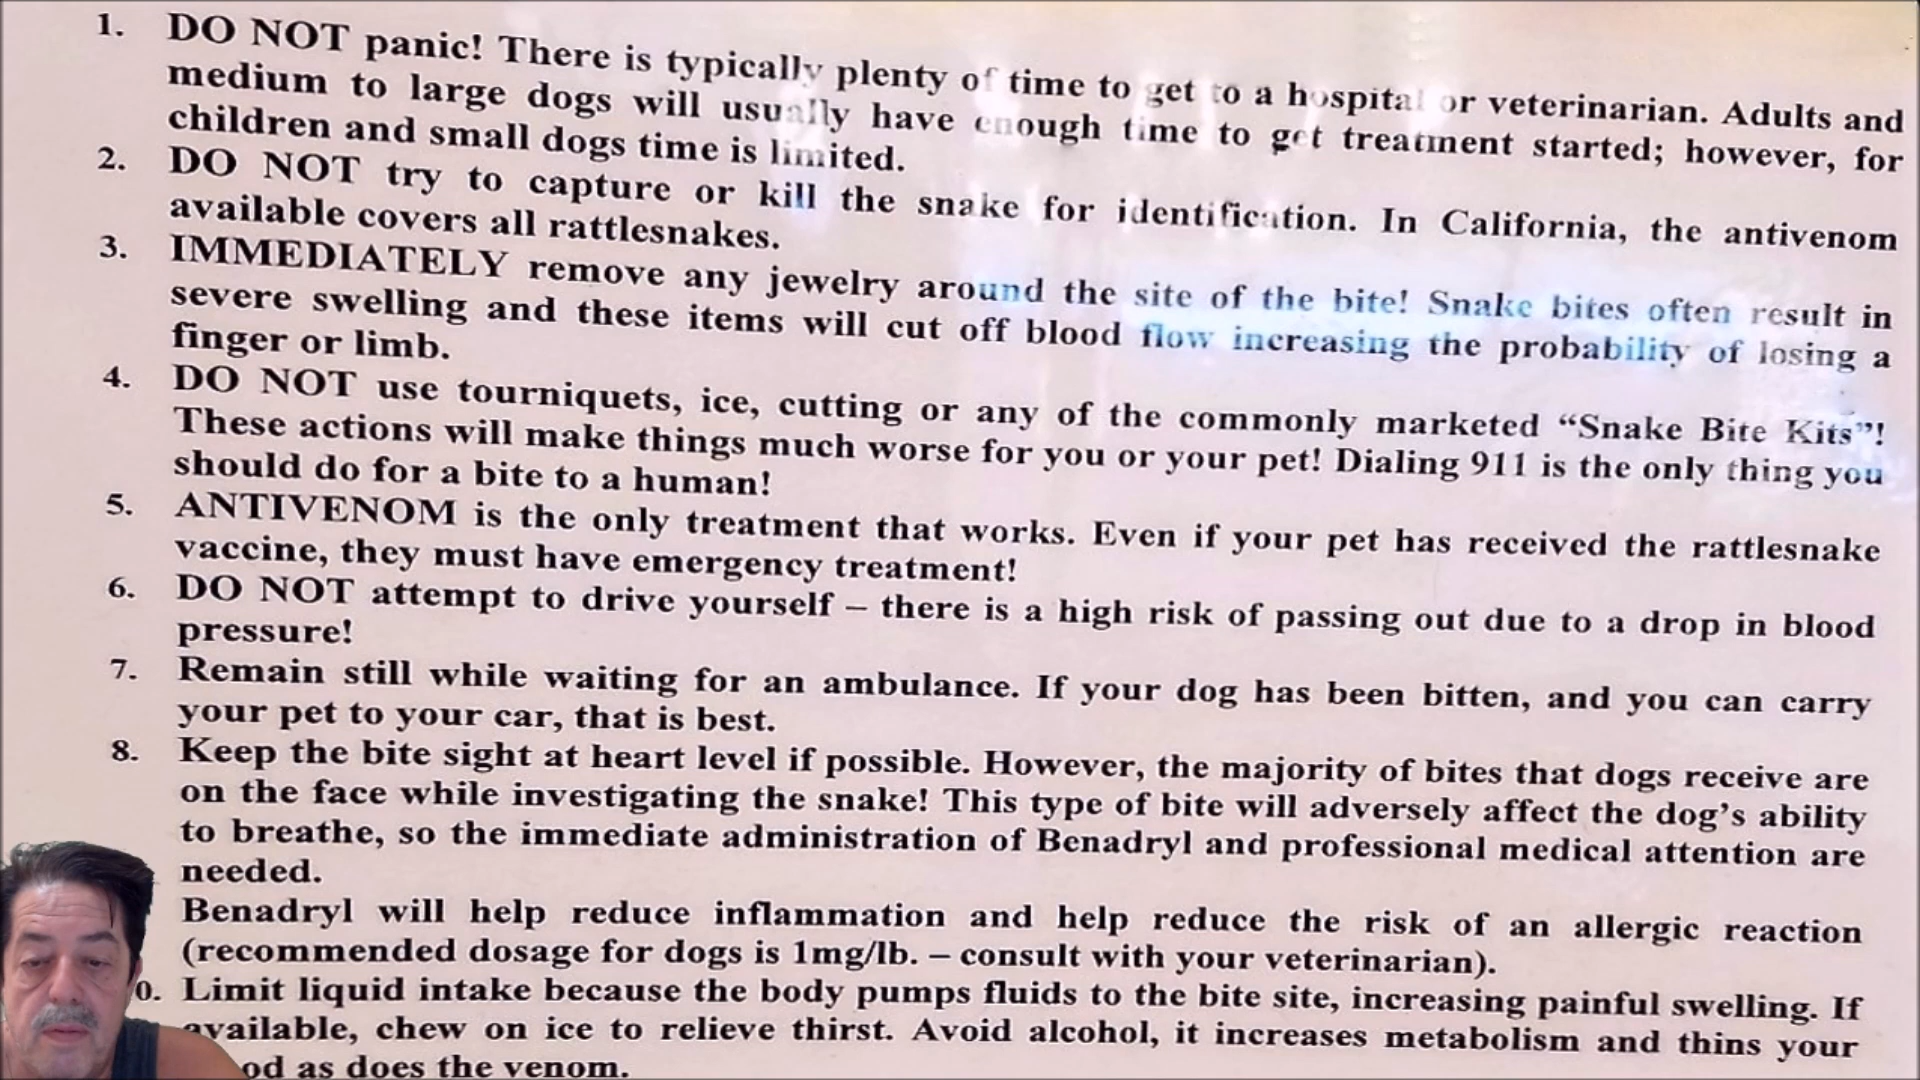 1. DO NOT panic! There is typically plenty of time to get to a hospital or veterinarian. Adults and
medium to large dogs will usually have enough time to get treatment started; however, for
children and small dogs time is limited.
2. DO NOT try to capture or kill the snake for identification. In California, the antivenom
available covers all rattlesnakes.
3. IMMEDIATELY remove any jewelry around the site of the bite! Snake bites often result in
severe swelling and these items will cut off blood flow increasing the probability of losing a
finger or limb.
4. DO NOT use tourniquets, ice, cutting or any of the commonly marketed “Snake Bite Kits”!
These actions will make things much worse for you or your pet! Dialing 911 is the only thing you
should do for a bite to a human!
5. ANTIVENOM is the only treatment that works. Even if your pet has received the rattlesnake
vaccine, they must have emergency treatment!
6. DO NOT attempt to drive yourself – there is a high risk of passing out due to a drop in blood
pressure!
7. Remain still while waiting for an ambulance. If your dog has been bitten, and you can carry
your pet to your car, that is best.
8. Keep the bite sight at heart level if possible. However, the majority of bites that dogs receive are
on the face while investigating the snake! This type of bite will adversely affect the dog’s ability
to breathe, so the immediate administration of Benadryl and professional medical attention are
needed.
Benadryl will help reduce inflammation and help reduce the risk of an allergic reaction
(recommended dosage for dogs is 1mg/lb. – consult with your veterinarian).
0. Limit liquid intake because the body pumps fluids to the bite site, increasing painful swelling. If
available, chew on ice to relieve thirst. Avoid alcohol, it increases metabolism and thins your
od as does the venom.